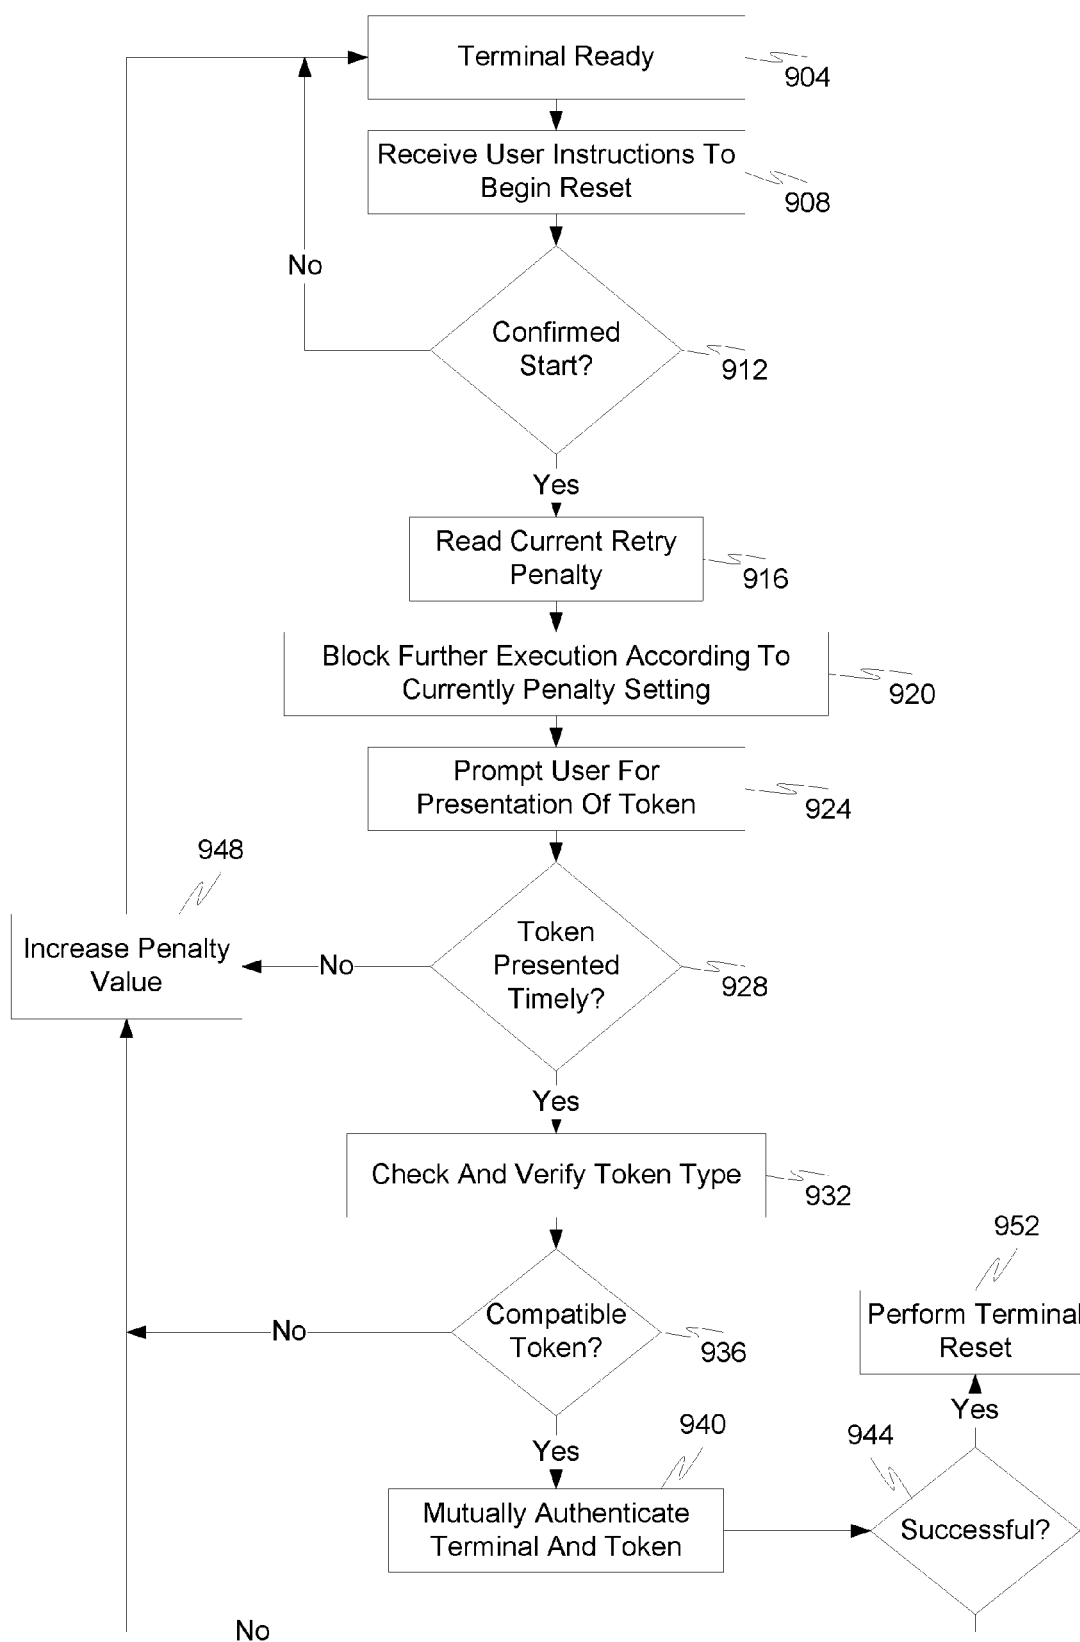 Terminal Ready
904
Receive User Instructions To
Begin Reset
908
No
Confirmed
Start?
912
Yes
Read Current Retry
Penalty
916
Block Further Execution According To
Currently Penalty Setting
920
Prompt User For
Presentation Of Token
924
948
Increase Penalty
Value
No
Token
Presented
Timely?
928
Yes
Check And Verify Token Type
932
952
Perform Terminal
Reset
No
Compatible
Token?
936
Yes
944
Yes
940
Mutually Authenticate
Terminal And Token
Successful?
No